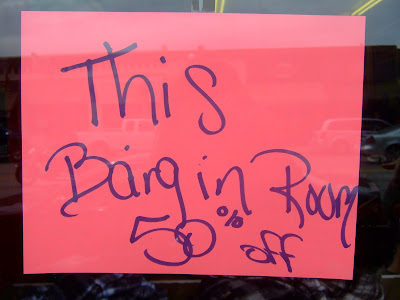 This
Bargin Room
50% off